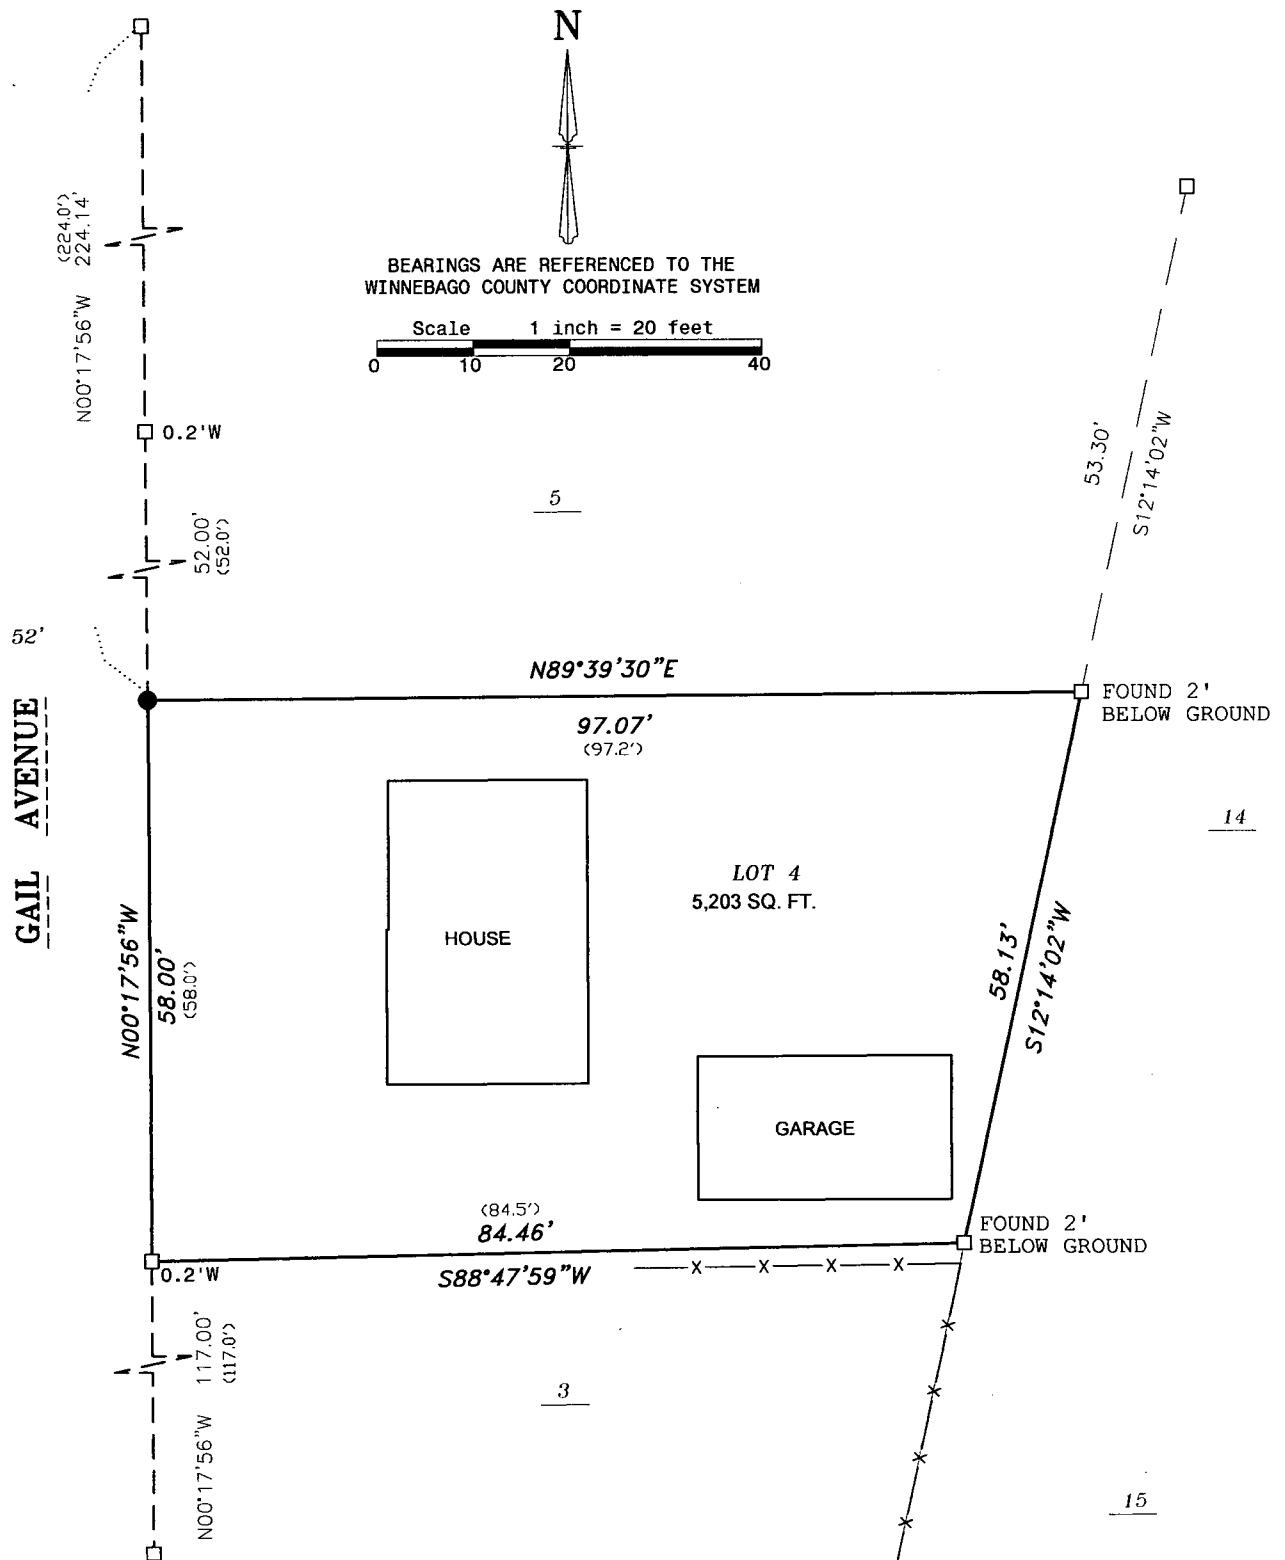 N
BEARINGS ARE REFERENCED TO THE
WINNEBAGO COUNTY COORDINATE SYSTEM
Scale 1 inch = 20 feet
0 10 20 40
(224.0')
N00°17'56"W 224.14'
0.2'W
53.30'
S12°14'02"W
5
52.00'
(52.0')
52'
GAIL AVENUE
N89°39'30"E
97.07'
(97.2')
FOUND 2'
BELOW GROUND
14
LOT 4
5,203 SQ. FT.
HOUSE
N00°17'56"W
58.00'
(58.0')
58.13'
S12°14'02"W
GARAGE
(84.5')
84.46'
S88°47'59"W
FOUND 2'
BELOW GROUND
0.2'W
X X X X
N00°17'56"W 117.00'
(117.0')
3
15